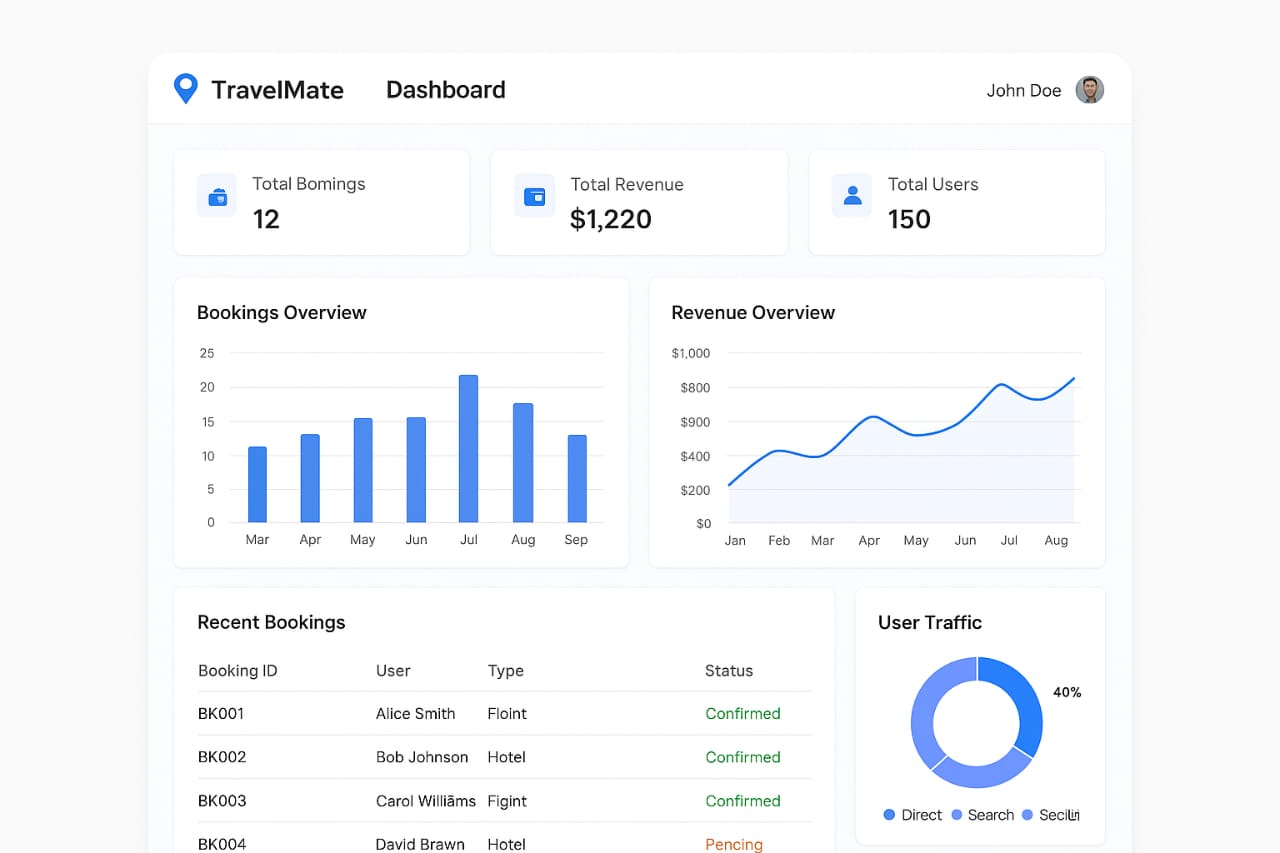 TravelMate Dashboard John Doe
Total Bomings Total Revenue Total Users
12 $1,220 150
Bookings Overview
25
20
15
10
5
0
Mar Apr May Jun Jul Aug Sep
Revenue Overview
$1,000
$800
$900
$400
$200
$0
Jan Feb Mar Apr May Jun Jul Aug
Recent Bookings
Booking ID User Type Status
BK001 Alice Smith Floint Confirmed
BK002 Bob Johnson Hotel Confirmed
BK003 Carol Williāms Figint Confirmed
BK004 David Brawn Hotel Pencing
User Traffic
40%
Direct Search